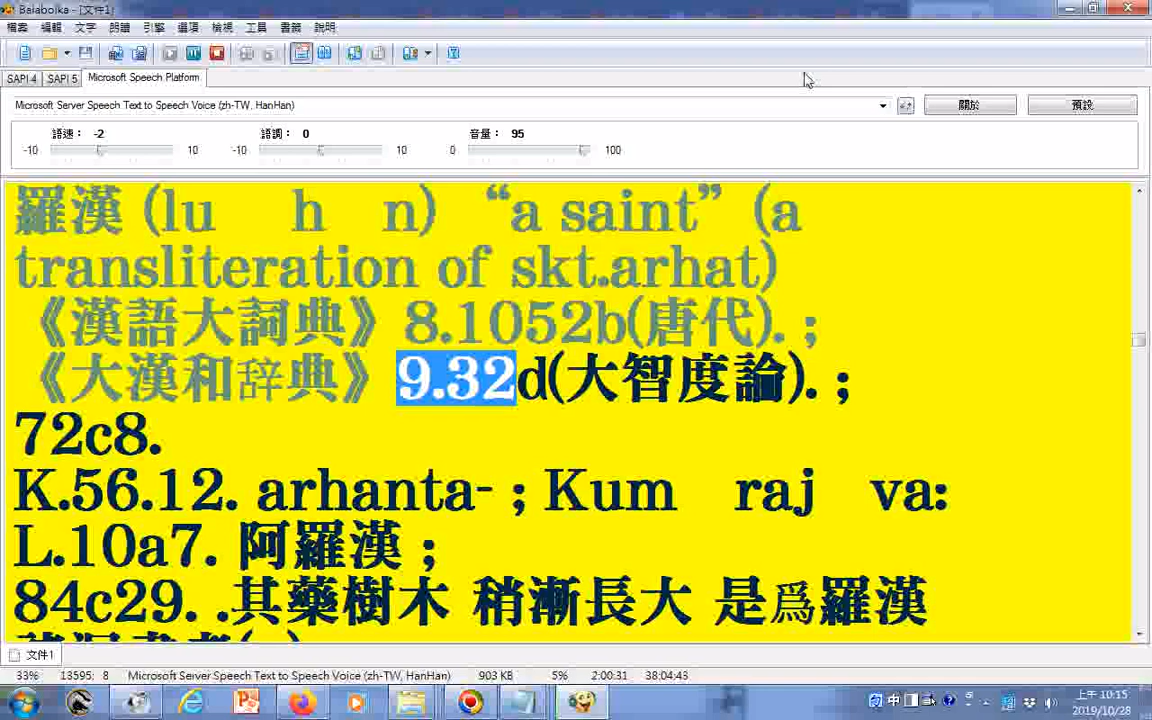 Balabolka - [文件1]
檔案 編輯 文字 朗讀 引擎 選項 檢視 工具 書籤 說明
SAPI 4 SAPI 5 Microsoft Speech Platform
Microsoft Server Speech Text to Speech Voice (zh-TW, HanHan) 關於 預設
語速： -2 語調： 0 音量： 95
-10 10 -10 10 0 100
羅漢 (lu h n) “a saint” (a
transliteration of skt.arhat)
《漢語大詞典》 8.1052b(唐代). ;
《大漢和辞典》 9.32d(大智度論). ;
72c8.
K.56.12. arhanta- ; Kum raj va:
L.10a7. 阿羅漢 ;
84c29. .其藥樹木 稍漸長大 是爲羅漢
文件1
33% 13595: 8 Microsoft Server Speech Text to Speech Voice (zh-TW, HanHan) 903 KB 5% 2:00:31 38:04:43
中 上午 10:15
2019/10/28